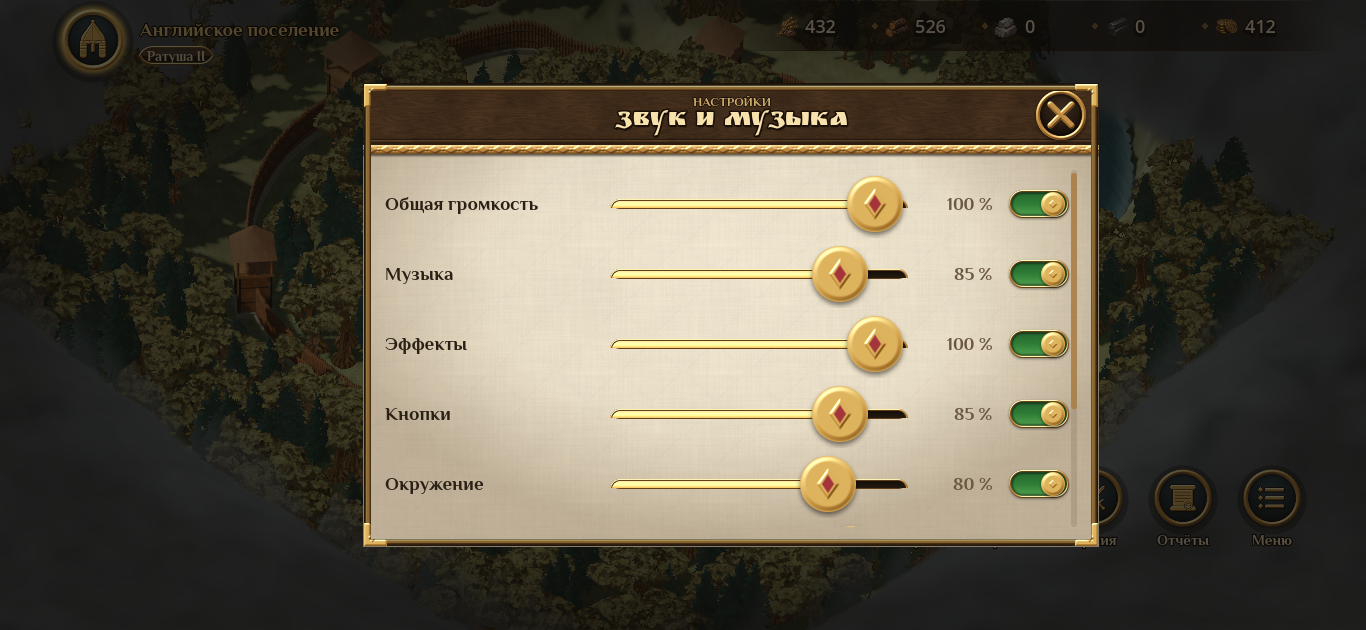 Английское поселение
Ратуша II
432
526
0
0
412
НАСТРОЙКИ
звук и музыка
Общая громкость
100 %
Музыка
85 %
Эффекты
100 %
Кнопки
85 %
Окружение
80 %
Отчёты
Меню